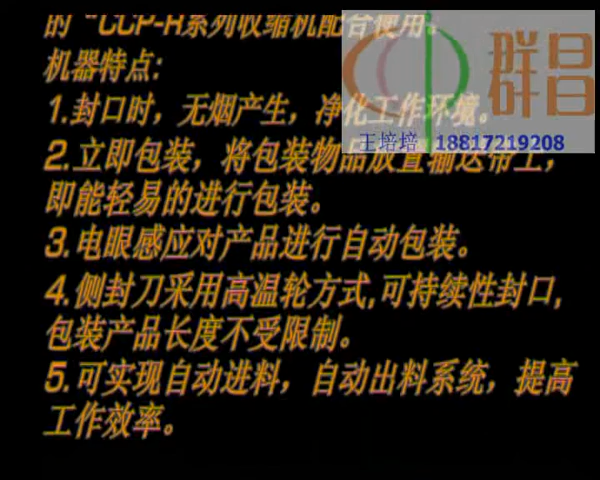 的“CCP-R系列收缩机配合使用。
机器特点:
1.封口时，无烟产生，净化工作环境。
2.立即包装，将包装物品放置输送带上，
即能轻易的进行包装。
3.电眼感应对产品进行自动包装。
4.侧封刀采用高温轮方式,可持续性封口,
包装产品长度不受限制。
5.可实现自动进料，自动出料系统，提高
工作效率。
群昌
王培培 18817219208